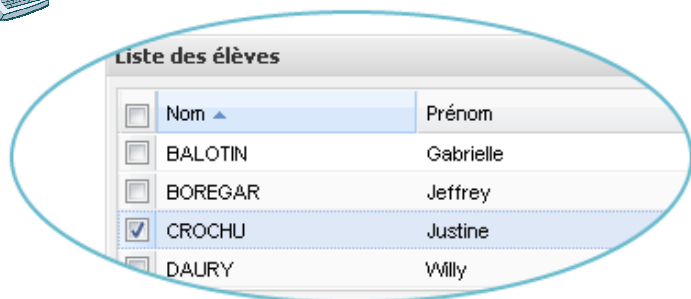 Liste des élèves
Nom Prénom
BALOTIN Gabrielle
BOREGAR Jeffrey
CROCHU Justine
DAURY Willy